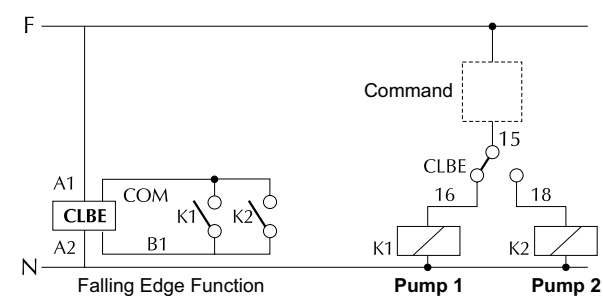 F
Command
15
CLBE
A1
COM
16
18
CLBE
K1
K2
A2
B1
K1
K2
N
Falling Edge Function
Pump 1
Pump 2